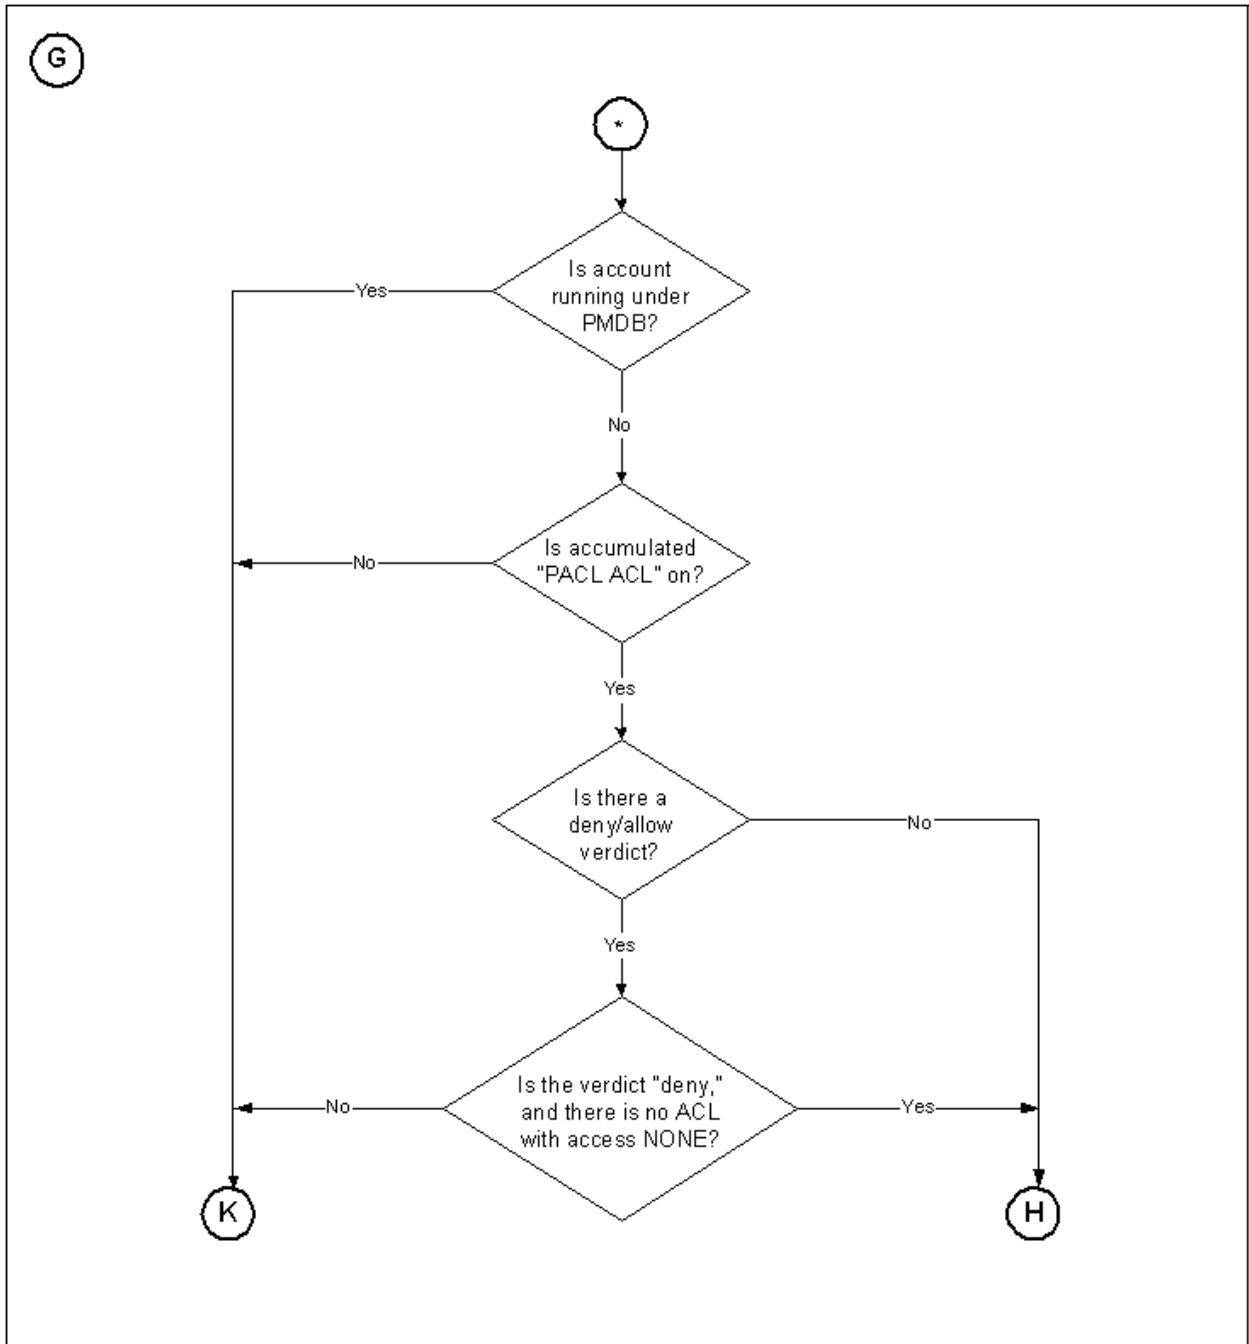 G
*
Is account
running under
PMDB?
Yes
No
Is accumulated
"PACL ACL" on?
No
Yes
Is there a
deny/allow
verdict?
No
Yes
Is the verdict "deny,"
and there is no ACL
with access NONE?
No
Yes
K
H